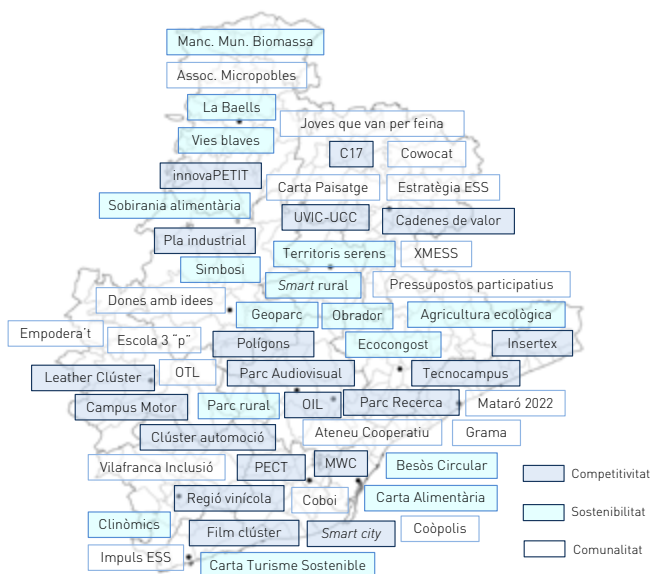 Manc. Mun. Biomassa
Assoc. Micropobles
La Baells
Joves que van per feina
Vies blaves
C17
Cowocat
innovaPETIT
Carta Paisatge
Estratègia ESS
Sobirania alimentària
UVIC-UCC
Cadenes de valor
Pla industrial
Territoris serens
XMESS
Simbosi
Smart rural
Pressupostos participatius
Dones amb idees
Geoparc
Obrador
Agricultura ecològica
Empodera't
Escola 3 "p"
Polígons
Ecocongost
Insertex
Leather Clúster
OTL
Parc Audiovisual
Tecnocampus
Campus Motor
Parc rural
OIL
Parc Recerca
Mataró 2022
Clúster automoció
Ateneu Cooperatiu
Grama
Vilafranca Inclusió
PECT
MWC
Besòs Circular
Competitivitat
Regió vinícola
Coboi
Carta Alimentària
Sostenibilitat
Clinòmics
Film clúster
Smart city
Coòpolis
Comunalitat
Impuls ESS
Carta Turisme Sostenible